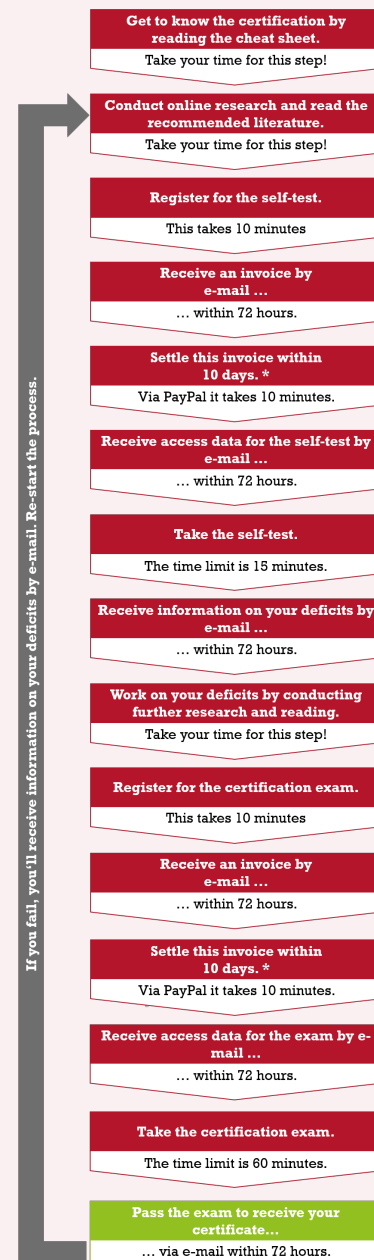 Get to know the certification by
reading the cheat sheet.
Take your time for this step!
Conduct online research and read the
recommended literature.
Take your time for this step!
Register for the self-test.
This takes 10 minutes
Receive an invoice by
e-mail …
… within 72 hours.
Settle this invoice within
10 days. *
Via PayPal it takes 10 minutes.
Receive access data for the self-test by
e-mail …
… within 72 hours.
Take the self-test.
The time limit is 15 minutes.
Receive information on your deficits by
e-mail …
… within 72 hours.
Work on your deficits by conducting
further research and reading.
Take your time for this step!
Register for the certification exam.
This takes 10 minutes
Receive an invoice by
e-mail …
… within 72 hours.
Settle this invoice within
10 days. *
Via PayPal it takes 10 minutes.
Receive access data for the exam by e-
mail …
… within 72 hours.
Take the certification exam.
The time limit is 60 minutes.
Pass the exam to receive your
certificate…
… via e-mail within 72 hours.
If you fail, you'll receive information on your deficits by e-mail. Re-start the process.